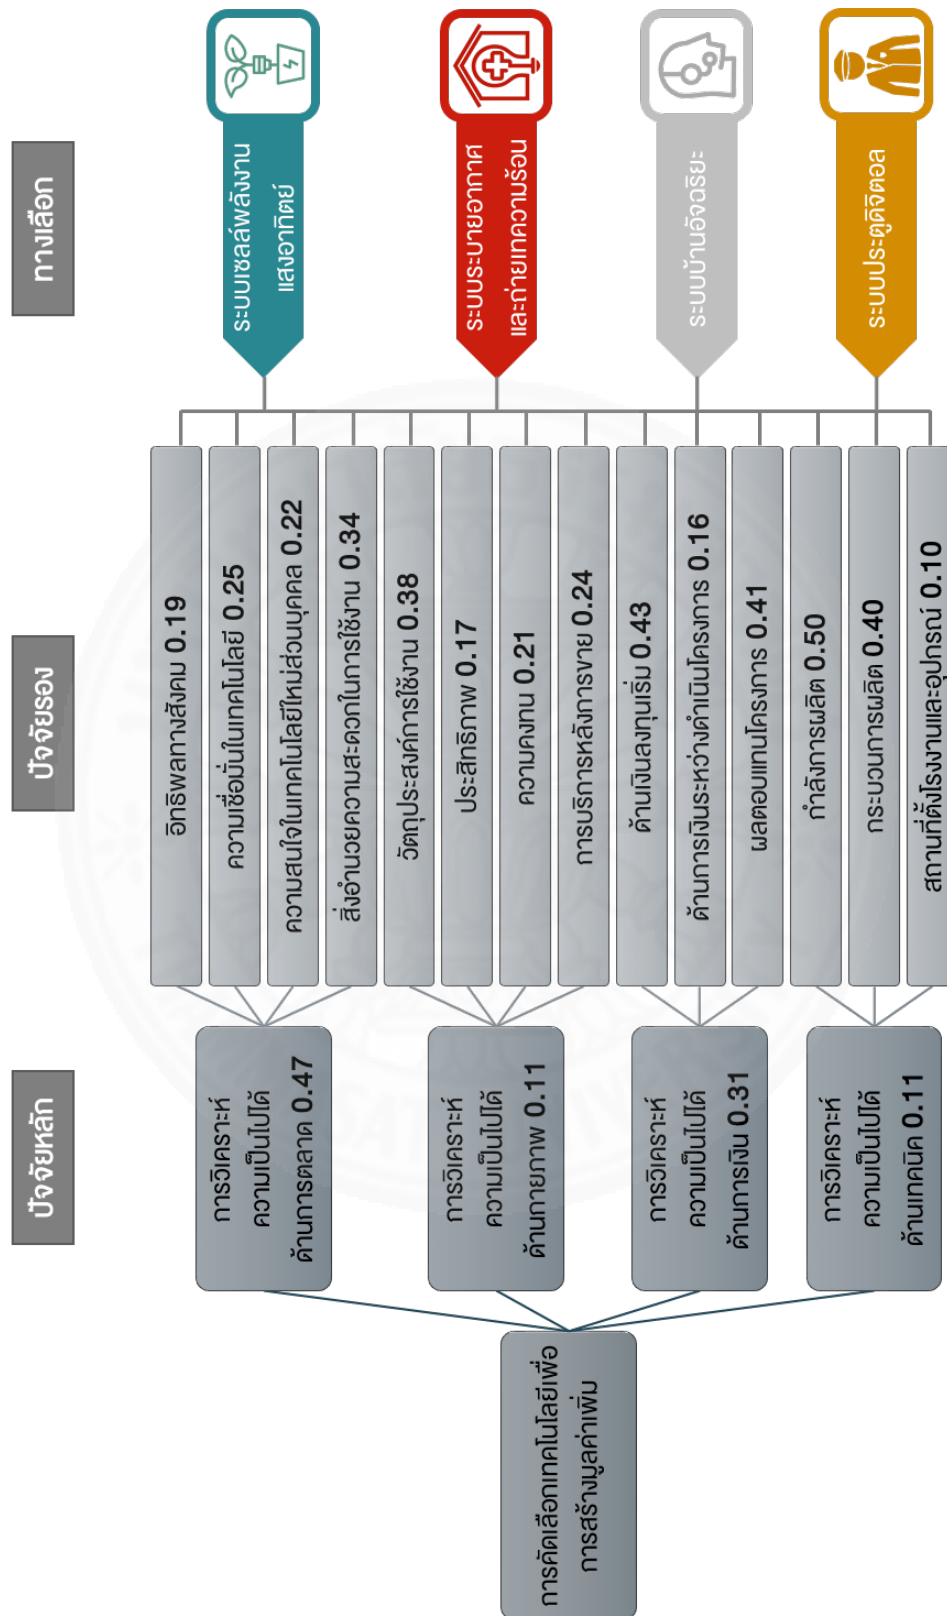 ปัจจัยหลัก
ปัจจัยรอง
ทางเลือก
การคัดเลือกเทคโนโลยีเพื่อ
การสร้างมูลค่าเพิ่ม
การวิเคราะห์
ความเป็นไปได้
ด้านการตลาด 0.47
การวิเคราะห์
ความเป็นไปได้
ด้านกายภาพ 0.11
การวิเคราะห์
ความเป็นไปได้
ด้านการเงิน 0.31
การวิเคราะห์
ความเป็นไปได้
ด้านเทคนิค 0.11
อิทธิพลทางสังคม 0.19
ความเชื่อมั่นในเทคโนโลยี 0.25
ความสนใจในเทคโนโลยีใหม่ส่วนบุคคล 0.22
สิ่งอำนวยความสะดวกในการใช้งาน 0.34
วัตถุประสงค์การใช้งาน 0.38
ประสิทธิภาพ 0.17
ความคงทน 0.21
การบริการหลังการขาย 0.24
ด้านเงินลงทุนเริ่ม 0.43
ด้านการเงินระหว่างดำเนินโครงการ 0.16
ผลตอบแทนโครงการ 0.41
กำลังการผลิต 0.50
กระบวนการผลิต 0.40
สถานที่ตั้งโรงงานและอุปกรณ์ 0.10
ระบบเซลล์พลังงาน
แสงอาทิตย์
ระบบระบายอากาศ
และถ่ายเทความร้อน
ระบบบ้านอัจฉริยะ
ระบบประตูดิจิตอล